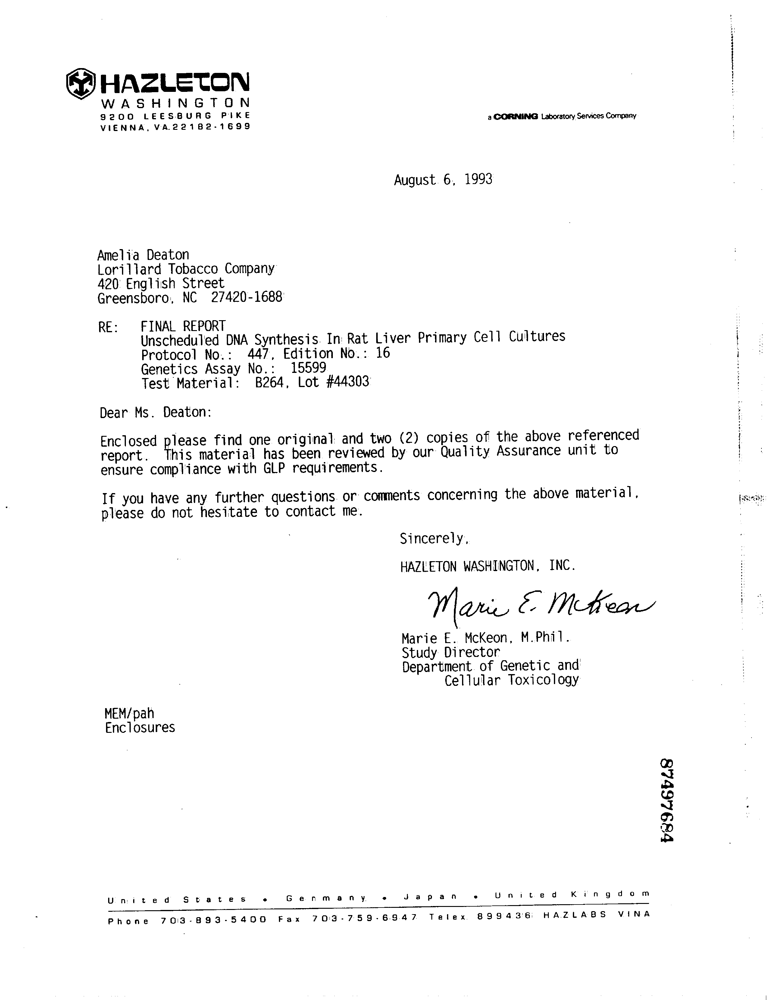 HAZLETON
WASHINGTON
9200 LEESBURG PIKE
VIENNA, VA.22182-1699
a CORNING Laboratory Services Company
August 6, 1993
Amelia Deaton
Lorillard Tobacco Company
420 English Street
Greensboro, NC 27420-1688
RE: FINAL REPORT
Unscheduled DNA Synthesis In Rat Liver Primary Cell Cultures
Protocol No.: 447, Edition No.: 16
Genetics Assay No.: 15599
Test Material: B264, Lot #44303
Dear Ms. Deaton:
Enclosed please find one original and two (2) copies of the above referenced
report. This material has been reviewed by our Quality Assurance unit to
ensure compliance with GLP requirements.
If you have any further questions or comments concerning the above material,
please do not hesitate to contact me.
Sincerely,
HAZLETON WASHINGTON, INC.
Marie E. McKeon
Marie E. McKeon, M.Phil.
Study Director
Department of Genetic and
Cellular Toxicology
MEM/pah
Enclosures
87497684
United States • Germany • Japan • United Kingdom
Phone 703-893-5400 Fax 703-759-6947 Telex 899436 HAZLABS VINA